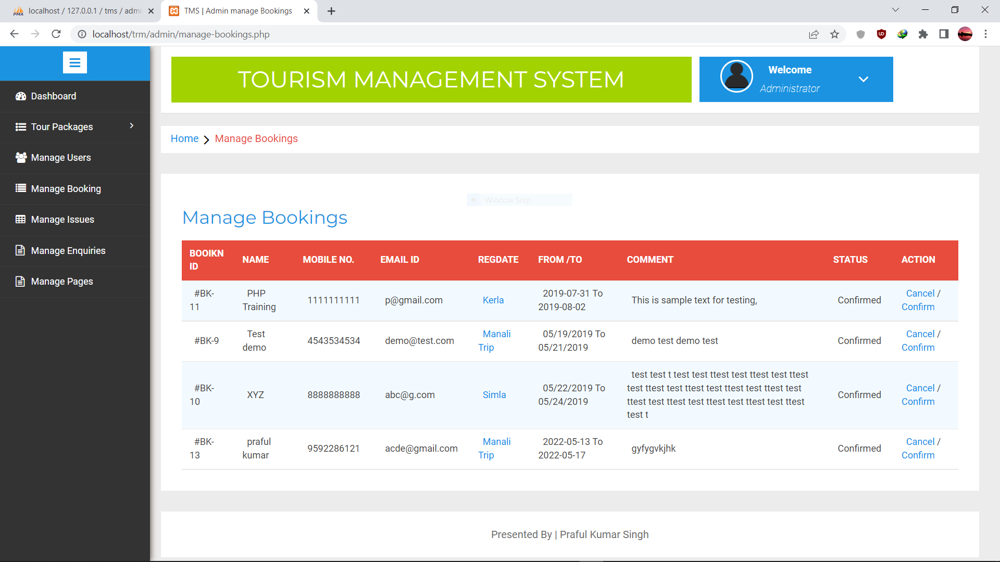 localhost / 127.0.0.1 / tms / admi
TMS | Admin manage Bookings
localhost/trm/admin/manage-bookings.php
TOURISM MANAGEMENT SYSTEM
Welcome
Administrator
Dashboard
Tour Packages
Manage Users
Manage Booking
Manage Issues
Manage Enquiries
Manage Pages
Home > Manage Bookings
Window Snip
Manage Bookings
BOOIKN ID NAME MOBILE NO. EMAIL ID REGDATE FROM /TO COMMENT STATUS ACTION
#BK-11 PHP Training 1111111111 p@gmail.com Kerla 2019-07-31 To 2019-08-02 This is sample text for testing, Confirmed Cancel / Confirm
#BK-9 Test demo 4543534534 demo@test.com Manali Trip 05/19/2019 To 05/21/2019 demo test demo test Confirmed Cancel / Confirm
#BK-10 XYZ 8888888888 abc@g.com Simla 05/22/2019 To 05/24/2019 test test t test test ttest test ttest test ttest test ttest test ttest test ttest test ttest test ttest test ttest test ttest test ttest test ttest test t Confirmed Cancel / Confirm
#BK-13 praful kumar 9592286121 acde@gmail.com Manali Trip 2022-05-13 To 2022-05-17 gyfygvkjhk Confirmed Cancel / Confirm
Presented By | Praful Kumar Singh